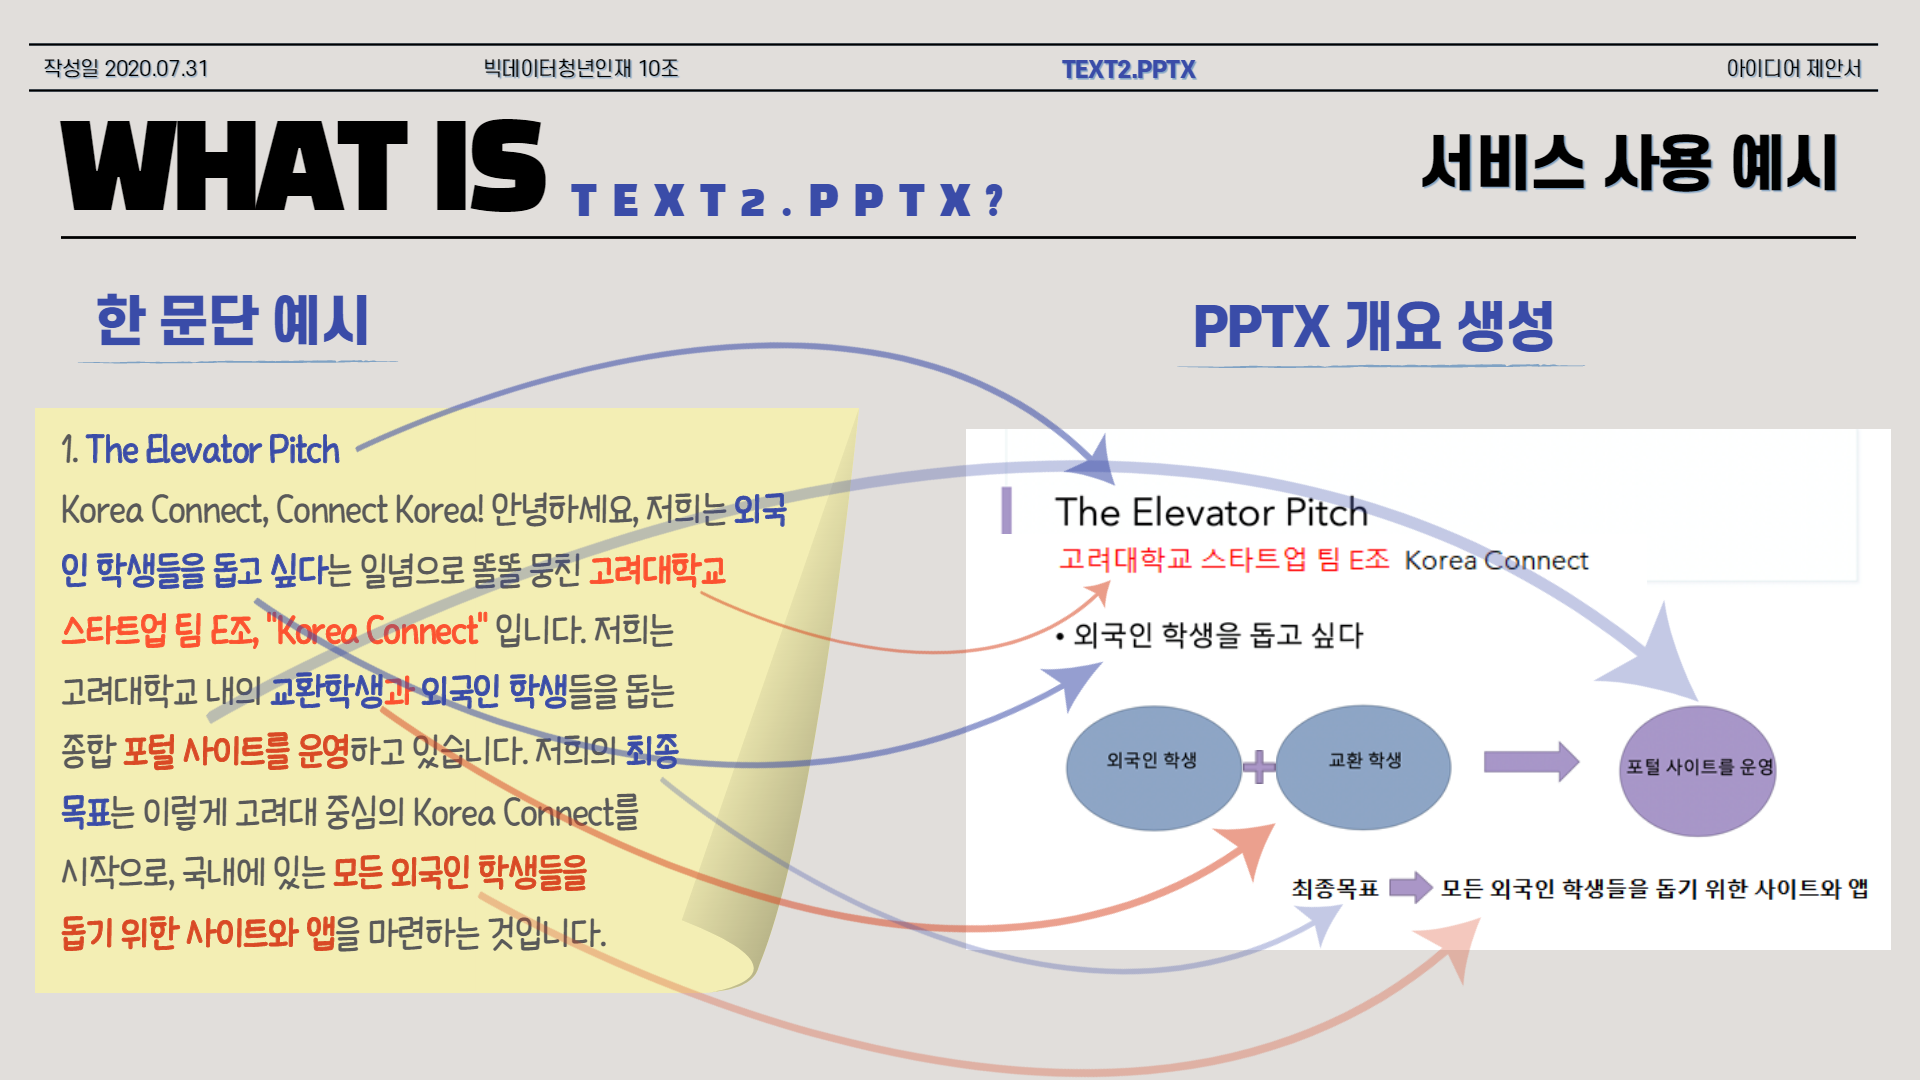 작성일 2020.07.31
빅데이터청년인재 10조
TEXT2.PPTX
아이디어 제안서
WHAT IS TEXT2.PPTX?
서비스 사용 예시
한 문단 예시
1. The Elevator Pitch
Korea Connect, Connect Korea! 안녕하세요, 저희는 외국
인 학생들을 돕고 싶다는 일념으로 똘똘 뭉친 고려대학교
스타트업 팀 E조, "Korea Connect" 입니다. 저희는
고려대학교 내의 교환학생과 외국인 학생들을 돕는
종합 포털 사이트를 운영하고 있습니다. 저희의 최종
목표는 이렇게 고려대 중심의 Korea Connect를
시작으로, 국내에 있는 모든 외국인 학생들을
돕기 위한 사이트와 앱을 마련하는 것입니다.
PPTX 개요 생성
The Elevator Pitch
고려대학교 스타트업 팀 E조 Korea Connect
• 외국인 학생을 돕고 싶다
외국인 학생
교환 학생
포털 사이트를 운영
최종목표
모든 외국인 학생들을 돕기 위한 사이트와 앱